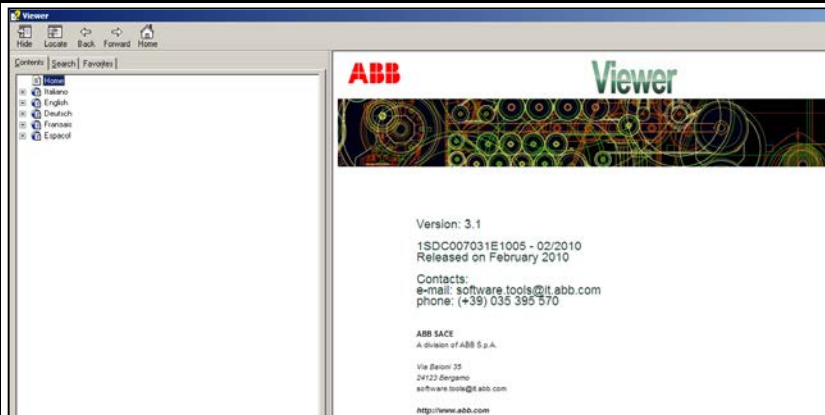 Viewer
Hide Locate Back Forward Home
Contents Search Favorites
Home
Italiano
English
Deutsch
Fransais
Espacol
ABB
Viewer
Version: 3.1
1SDC007031E1005 - 02/2010
Released on February 2010
Contacts:
e-mail: software.tools@it.abb.com
phone: (+39) 035 395 570
ABB SACE
A division of ABB S.p.A.
Via Baioni 35
24123 Bergamo
software.tools@it.abb.com
http://www.abb.com